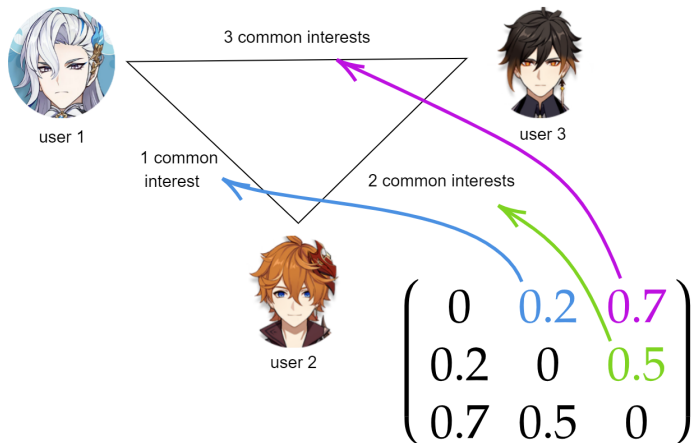 3 common interests
user 1
user 3
1 common
interest
2 common interests
user 2
0 0.2 0.7
0.2 0 0.5
0.7 0.5 0